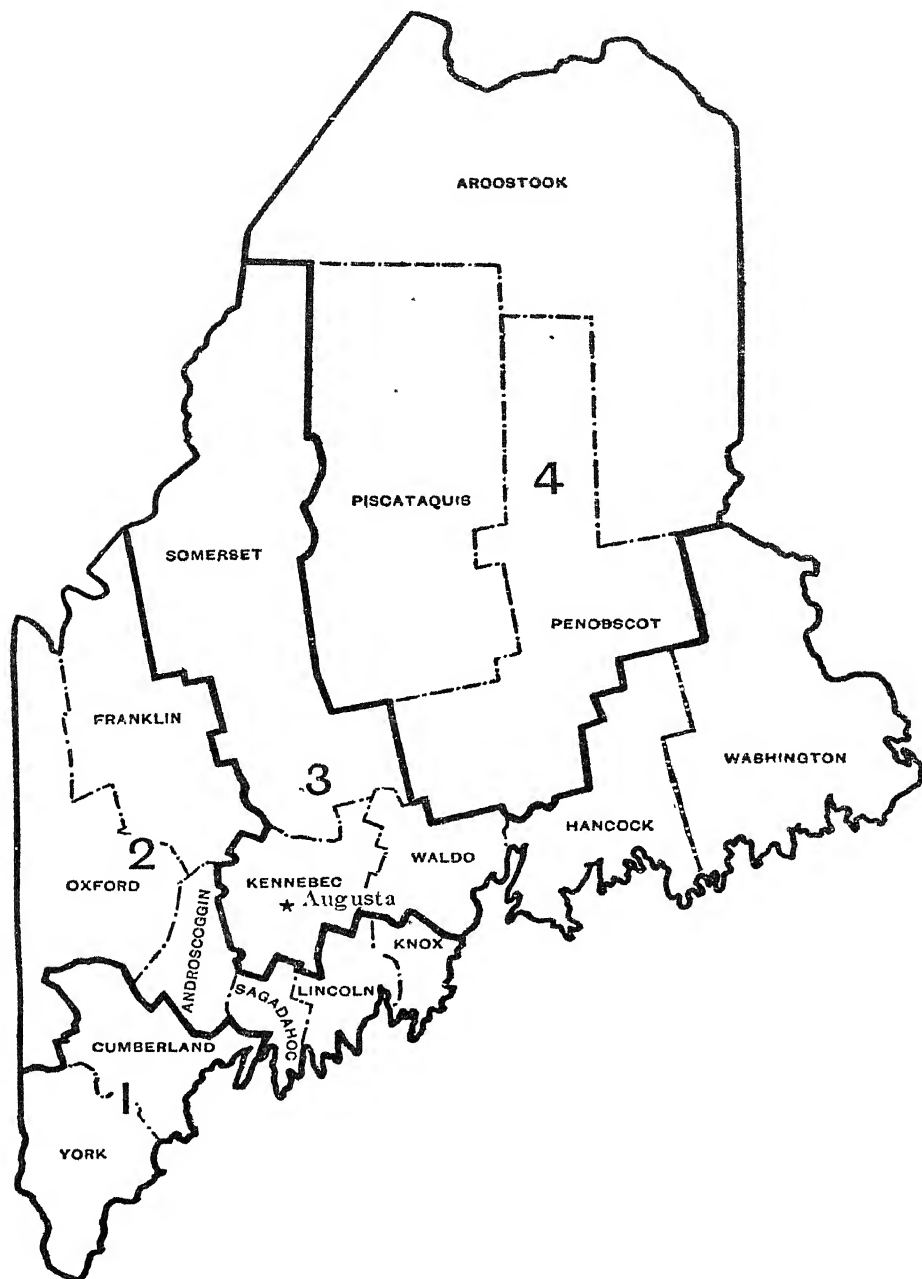 AROOSTOOK
4
PISCATAQUIS
SOMERSET
PENOBSCOT
FRANKLIN
WASHINGTON
3
HANCOCK
2
WALDO
OXFORD
KENNEBEC
★ Augusta
KNOX
ANDROSCOGGIN
SAGADAHOC
LINCOLN
CUMBERLAND
1
YORK